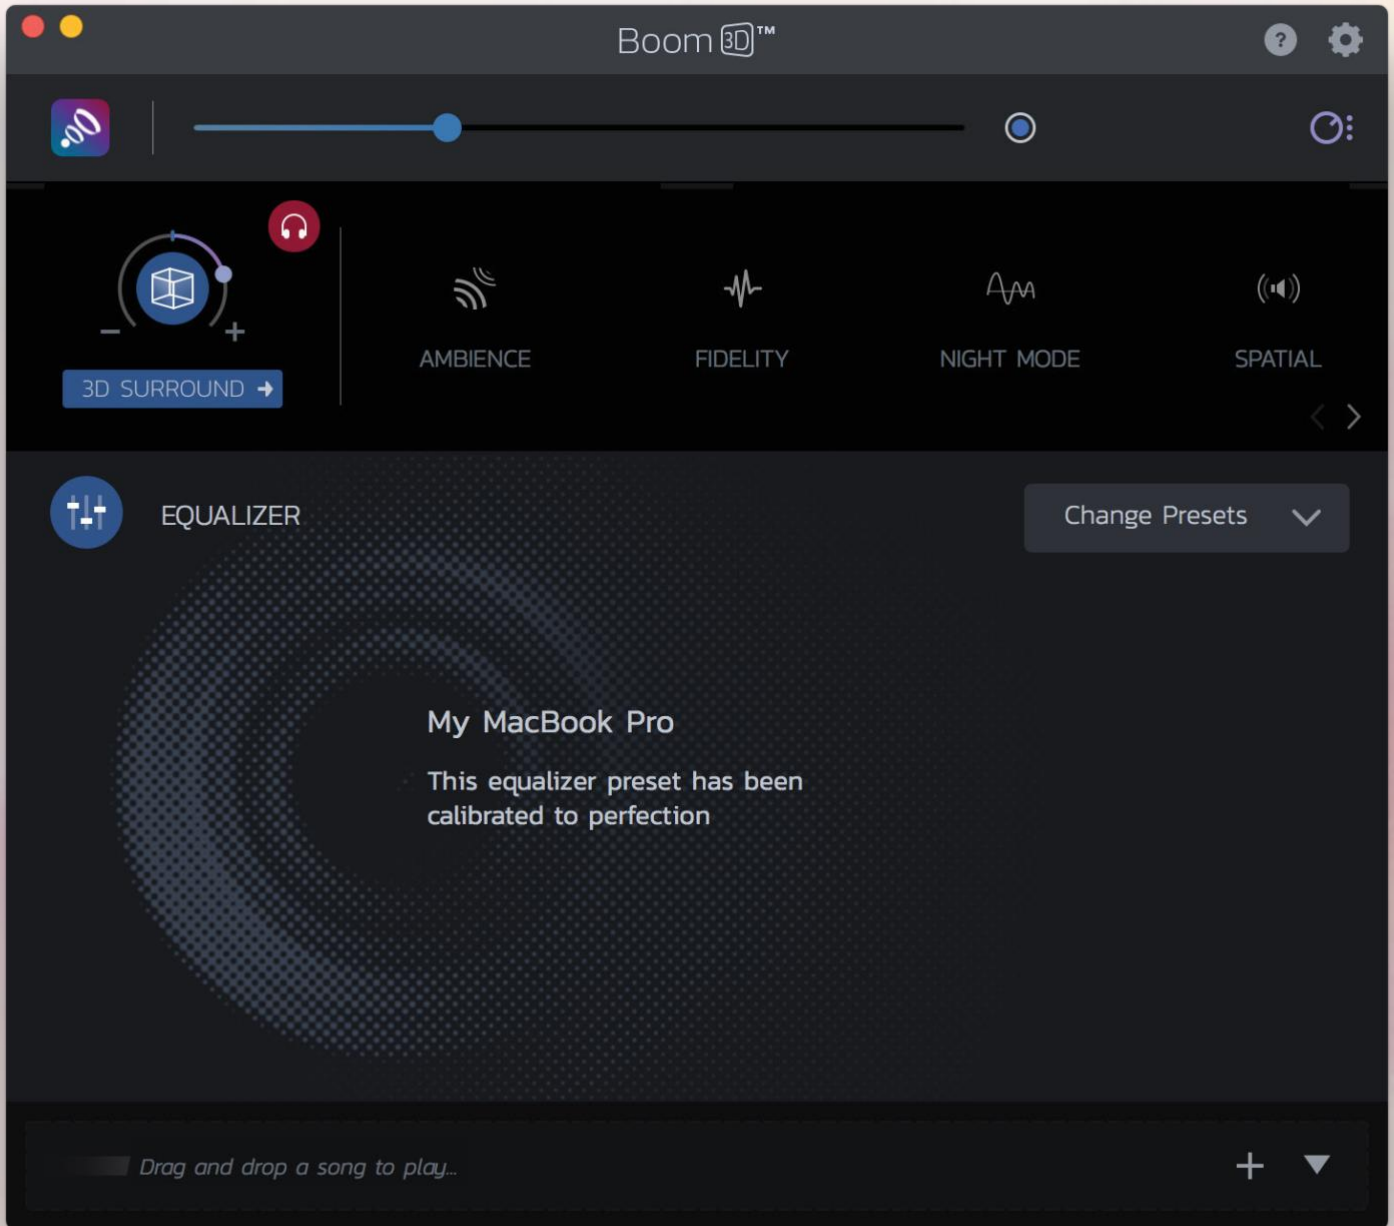 Boom 3D™
?
3D SURROUND
AMBIENCE
FIDELITY
NIGHT MODE
SPATIAL
EQUALIZER
Change Presets
My MacBook Pro
This equalizer preset has been
calibrated to perfection
Drag and drop a song to play...